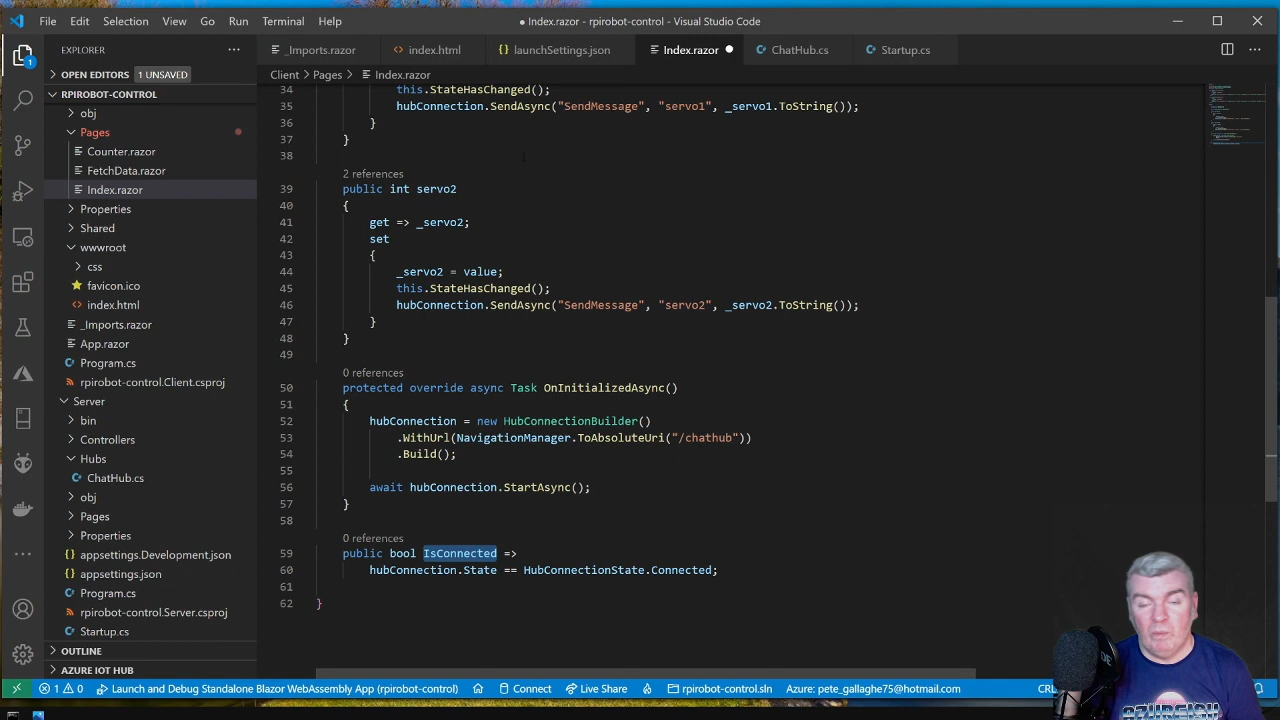 File Edit Selection View Go Run Terminal Help
● Index.razor - rpirobot-control - Visual Studio Code
EXPLORER
_Imports.razor index.html launchSettings.json Index.razor ChatHub.cs Startup.cs
OPEN EDITORS 1 UNSAVED
Client > Pages > Index.razor
RPIROBOT-CONTROL
obj
Pages
Counter.razor
FetchData.razor
Index.razor
Properties
Shared
wwwroot
css
favicon.ico
index.html
_Imports.razor
App.razor
Program.cs
rpirobot-control.Client.csproj
Server
bin
Controllers
Hubs
ChatHub.cs
obj
Pages
Properties
appsettings.Development.json
appsettings.json
Program.cs
rpirobot-control.Server.csproj
Startup.cs
OUTLINE
AZURE IOT HUB
34 this.StateHasChanged();
35 hubConnection.SendAsync("SendMessage", "servo1", _servo1.ToString());
36 }
37 }
38
2 references
39 public int servo2
40 {
41 get => _servo2;
42 set
43 {
44 _servo2 = value;
45 this.StateHasChanged();
46 hubConnection.SendAsync("SendMessage", "servo2", _servo2.ToString());
47 }
48 }
49
0 references
50 protected override async Task OnInitializedAsync()
51 {
52 hubConnection = new HubConnectionBuilder()
53 .WithUrl(NavigationManager.ToAbsoluteUri("/chathub"))
54 .Build();
55
56 await hubConnection.StartAsync();
57 }
58
0 references
59 public bool IsConnected =>
60 hubConnection.State == HubConnectionState.Connected;
61
62 }
1 0 Launch and Debug Standalone Blazor WebAssembly App (rpirobot-control) Connect Live Share rpirobot-control.sln Azure: pete_gallaghe75@hotmail.com